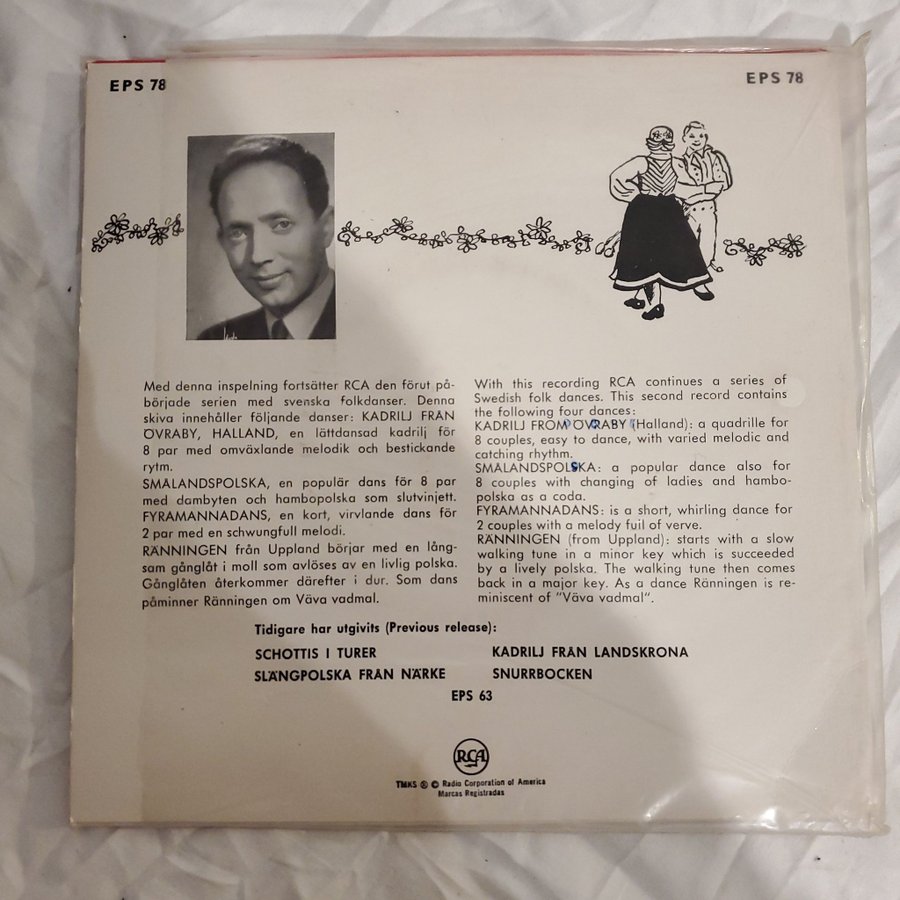 EPS 78
EPS 78
Med denna inspelning fortsätter RCA den förut på-
började serien med svenska folkdanser. Denna
skiva innehåller följande danser: KADRILJ FRÅN
ÖVRABY, HALLAND, en lättdansad kadrilj för
8 par med omväxlande melodik och bestickande
rytm.
SMÅLANDSPOLSKA, en populär dans för 8 par
med dambyten och hambopolska som slutvinjett.
FYRAMANNADANS, en kort, virvlande dans för
2 par med en schwungfull melodi.
RÄNNINGEN från Uppland börjar med en lång-
sam gånglåt i moll som avlöses av en livlig polska.
Gånglåten återkommer därefter i dur. Som dans
påminner Ränningen om Väva vadmal.
With this recording RCA continues a series of
Swedish folk dances. This second record contains
the following four dances:
KADRILJ FROM ÖVRABY (Halland): a quadrille for
8 couples, easy to dance, with varied melodic and
catching rhythm.
SMÅLANDSPOLSKA: a popular dance also for
8 couples with changing of ladies and hambo-
polska as a coda.
FYRAMANNADANS: is a short, whirling dance for
2 couples with a melody fuil of verve.
RÄNNINGEN (from Uppland): starts with a slow
walking tune in a minor key which is succeeded
by a lively polska. The walking tune then comes
back in a major key. As a dance Ränningen is re-
miniscent of "Väva vadmal".
Tidigare har utgivits (Previous release):
SCHOTTIS I TURER
KADRILJ FRÅN LANDSKRONA
SLÄNGPOLSKA FRÅN NÄRKE
SNURRBOCKEN
EPS 63
RCA
TMKS ® © Radio Corporation of America
Marcas Registradas